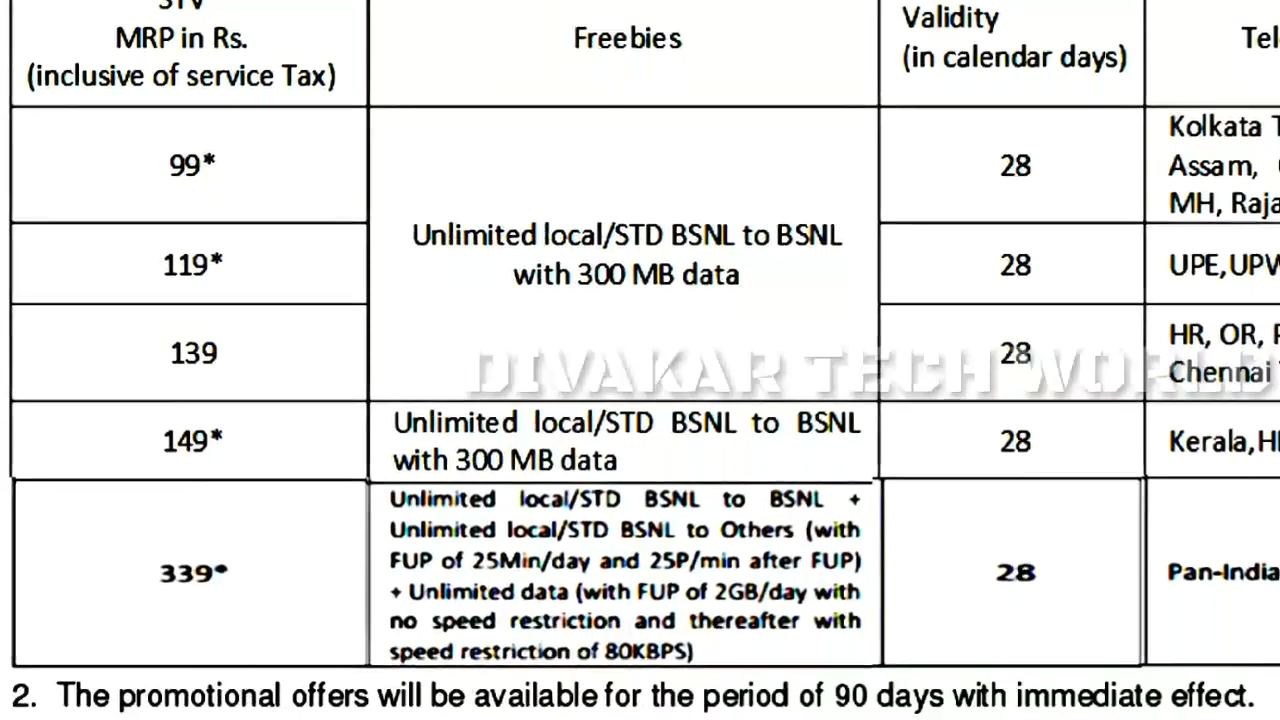 STV
MRP in Rs.
(inclusive of service Tax)
Freebies
Validity
(in calendar days)
99*
Unlimited local/STD BSNL to BSNL
with 300 MB data
28
Kolkata
Assam,
MH,
119*
28
UPE,
139
28
HR, OR,
Chennai
DIVAKAR TECH WORLD
149*
Unlimited local/STD BSNL to BSNL
with 300 MB data
28
Kerala,
339*
Unlimited local/STD BSNL to BSNL +
Unlimited local/STD BSNL to Others (with
FUP of 25Min/day and 25P/min after FUP)
+ Unlimited data (with FUP of 2GB/day with
no speed restriction and thereafter with
speed restriction of 80KBPS)
28
Pan-India
2. The promotional offers will be available for the period of 90 days with immediate effect.